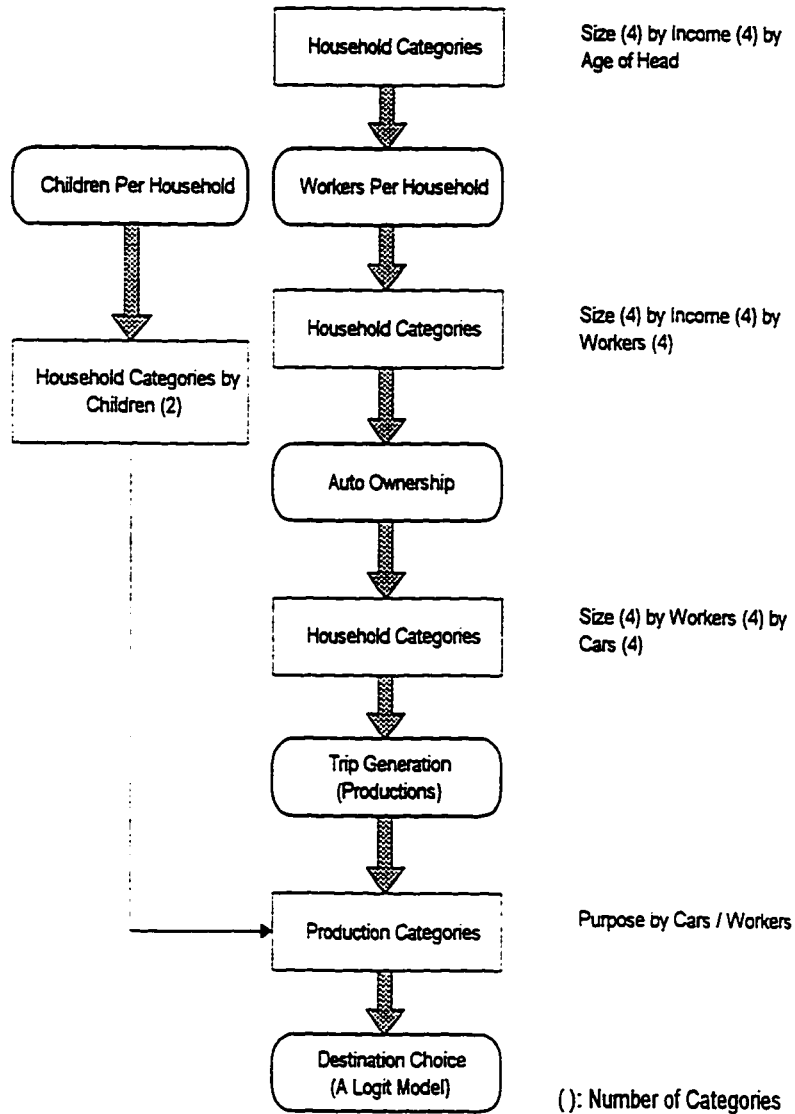 Household Categories
Size (4) by Income (4) by
Age of Head
Children Per Household
Workers Per Household
Household Categories
Size (4) by Income (4) by
Workers (4)
Household Categories by
Children (2)
Auto Ownership
Household Categories
Size (4) by Workers (4) by
Cars (4)
Trip Generation
(Productions)
Production Categories
Purpose by Cars / Workers
Destination Choice
(A Logit Model)
( ): Number of Categories